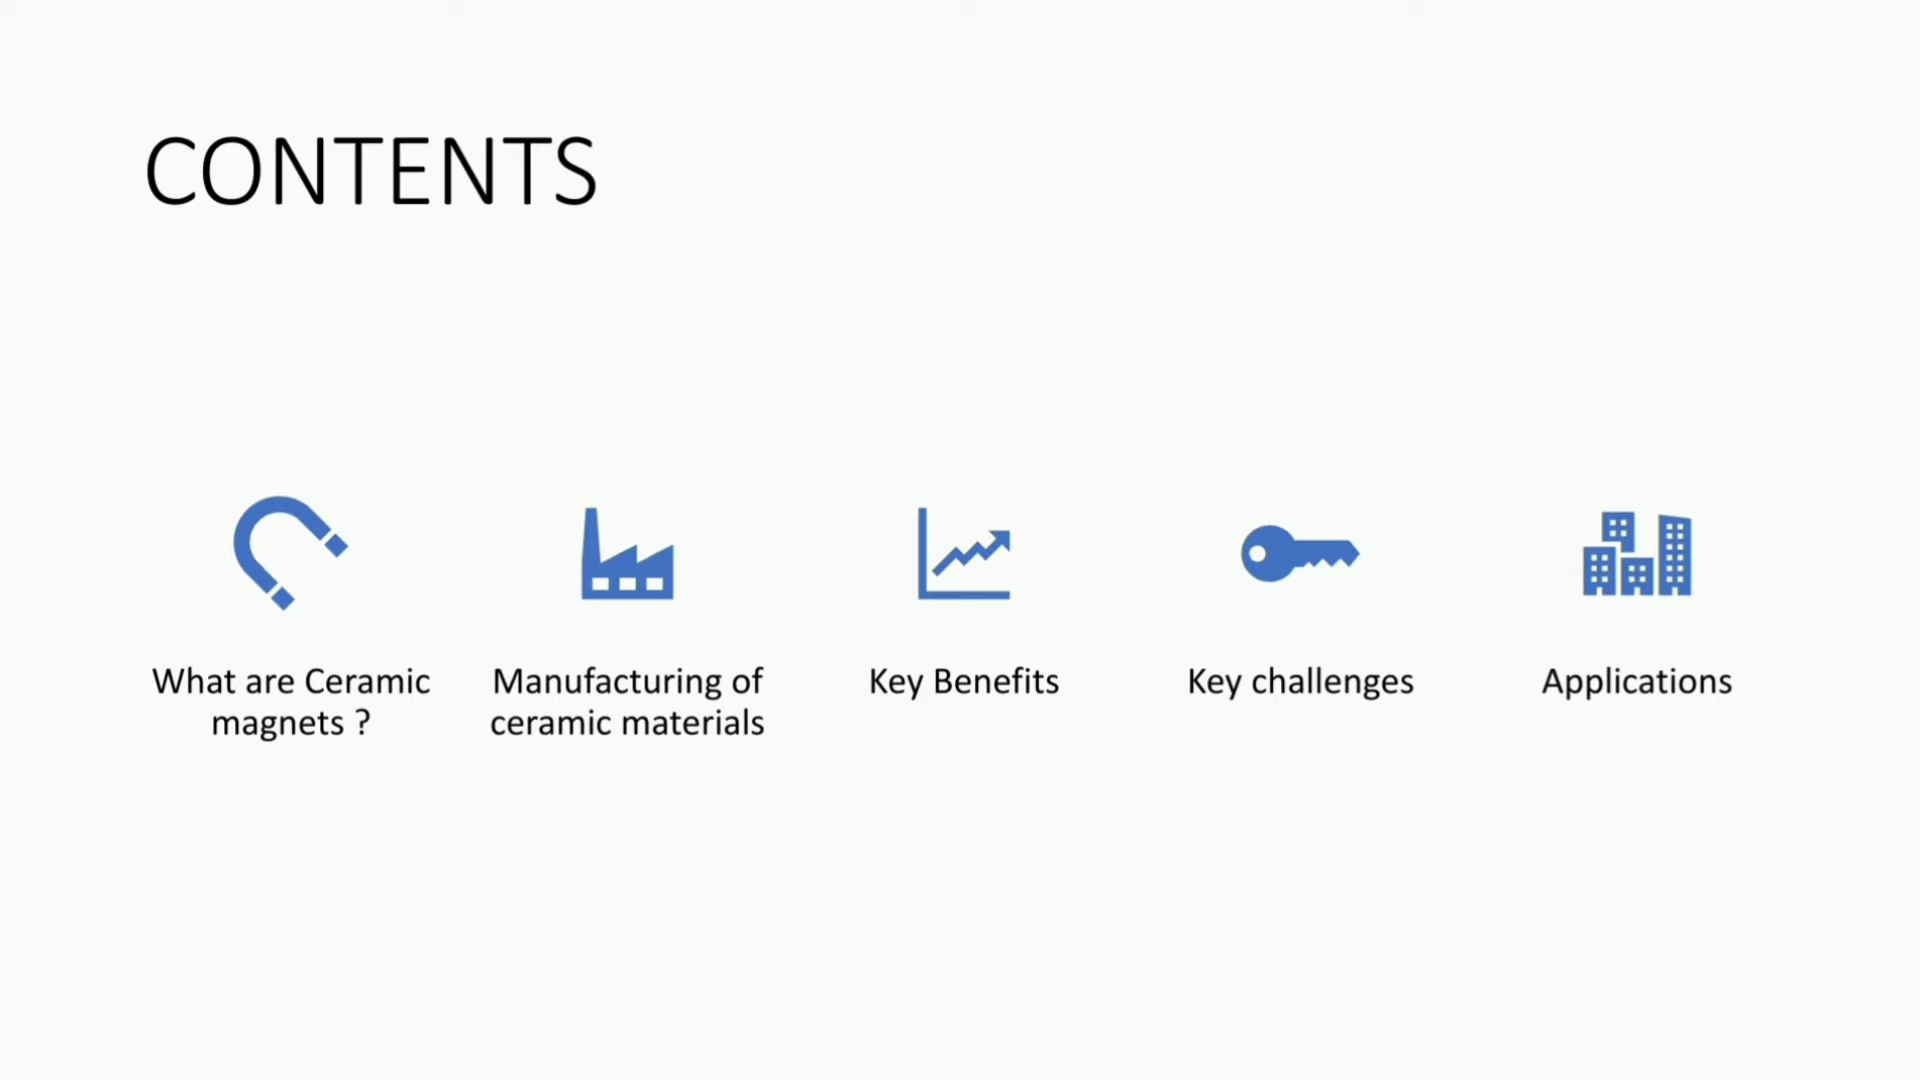 CONTENTS
What are Ceramic
magnets ?
Manufacturing of
ceramic materials
Key Benefits
Key challenges
Applications